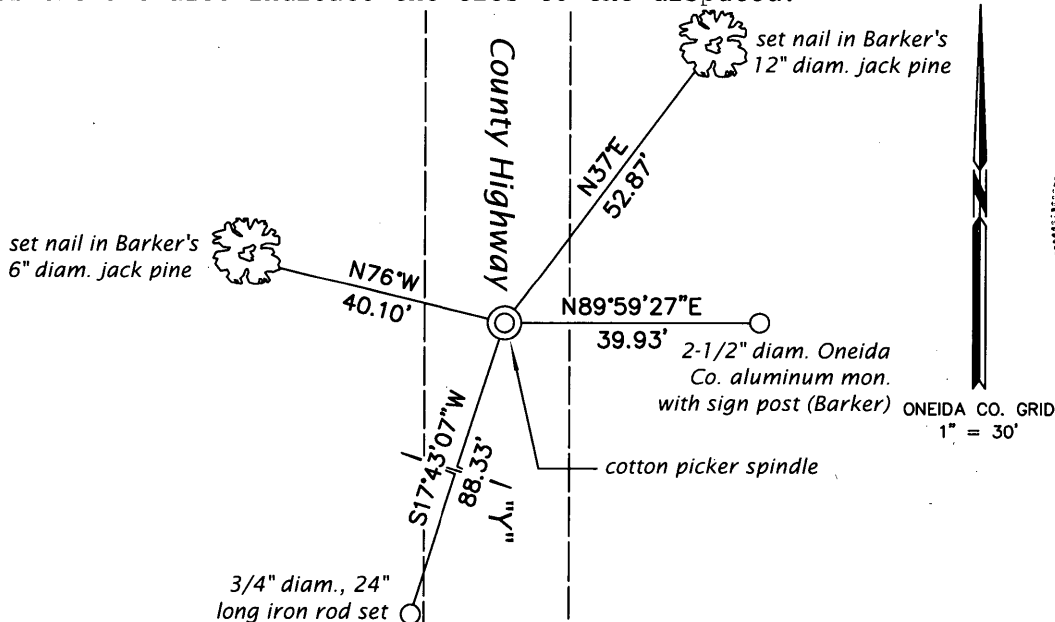 set nail in Barker's
12" diam. jack pine
County Highway
N37°E
52.87'
set nail in Barker's
6" diam. jack pine
N76°W
40.10'
N89°59'27"E
39.93'
2-1/2" diam. Oneida
Co. aluminum mon.
with sign post (Barker)
N
ONEIDA CO. GRID
1" = 30'
cotton picker spindle
S17°43'07"W
88.33'
"Y"
3/4" diam., 24"
long iron rod set